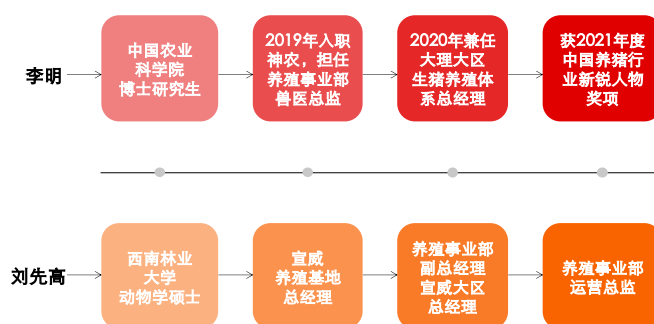 李明
中国农业
科学院
博士研究生
2019年入职
神农，担任
养殖事业部
兽医总监
2020年兼任
大理大区
生猪养殖体
系总经理
获2021年度
中国养猪行
业新锐人物
奖项
刘先高
西南林业
大学
动物学硕士
宣威
养殖基地
总经理
养殖事业部
副总经理
宣威大区
总经理
养殖事业部
运营总监